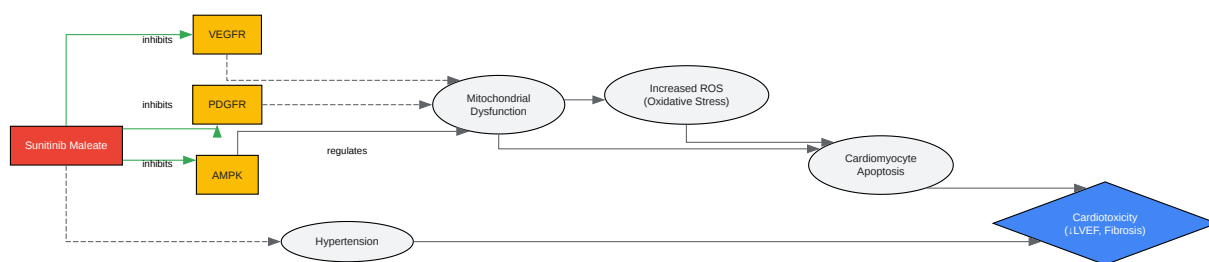 VEGFR
inhibits
PDGFR
inhibits
Sunitinib Maleate
AMPK
inhibits
regulates
Mitochondrial
Dysfunction
Increased ROS
(Oxidative Stress)
Cardiomyocyte
Apoptosis
Hypertension
Cardiotoxicity
(↓LVEF, Fibrosis)